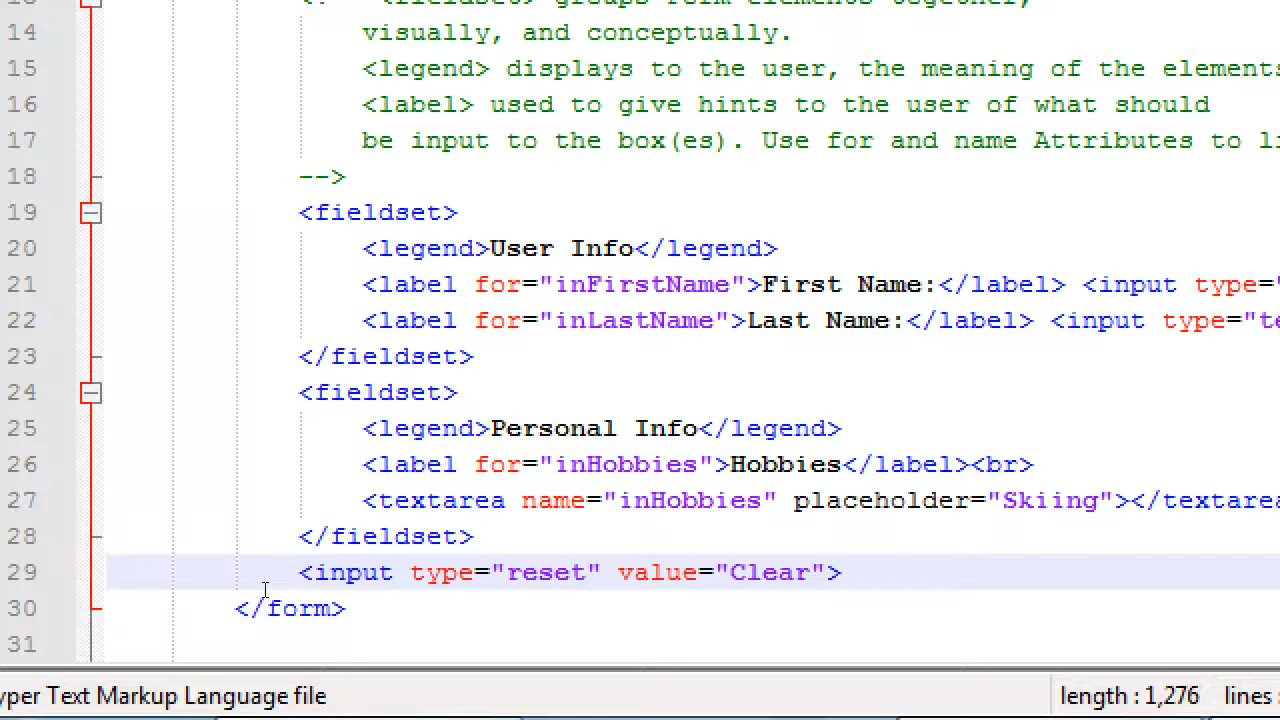 <fieldset> groups form elements together,
14 visually, and conceptually.
15 <legend> displays to the user, the meaning of the elements
16 <label> used to give hints to the user of what should
17 be input to the box(es). Use for and name Attributes to li
18 -->
19 <fieldset>
20 <legend>User Info</legend>
21 <label for="inFirstName">First Name:</label> <input type="
22 <label for="inLastName">Last Name:</label> <input type="te
23 </fieldset>
24 <fieldset>
25 <legend>Personal Info</legend>
26 <label for="inHobbies">Hobbies</label><br>
27 <textarea name="inHobbies" placeholder="Skiing"></textarea
28 </fieldset>
29 <input type="reset" value="Clear">
30 </form>
31
yper Text Markup Language file length : 1,276 lines :